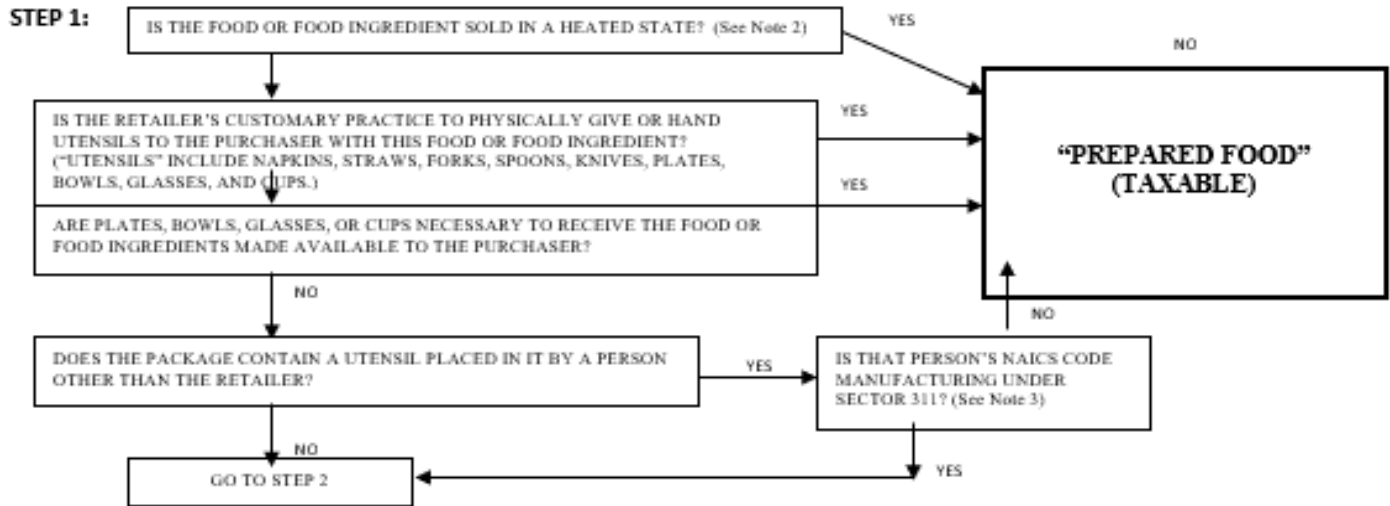 STEP 1:
IS THE FOOD OR FOOD INGREDIENT SOLD IN A HEATED STATE? (See Note 2)
YES
NO
IS THE RETAILER'S CUSTOMARY PRACTICE TO PHYSICALLY GIVE OR HAND
UTENSILS TO THE PURCHASER WITH THIS FOOD OR FOOD INGREDIENT?
("UTENSILS" INCLUDE NAPKINS, STRAWS, FORKS, SPOONS, KNIVES, PLATES,
BOWLS, GLASSES, AND CUPS.)
YES
"PREPARED FOOD"
(TAXABLE)
YES
ARE PLATES, BOWLS, GLASSES, OR CUPS NECESSARY TO RECEIVE THE FOOD OR
FOOD INGREDIENTS MADE AVAILABLE TO THE PURCHASER?
NO
NO
DOES THE PACKAGE CONTAIN A UTENSIL PLACED IN IT BY A PERSON
OTHER THAN THE RETAILER?
YES
IS THAT PERSON'S NAICS CODE
MANUFACTURING UNDER
SECTOR 311? (See Note 3)
NO
YES
GO TO STEP 2